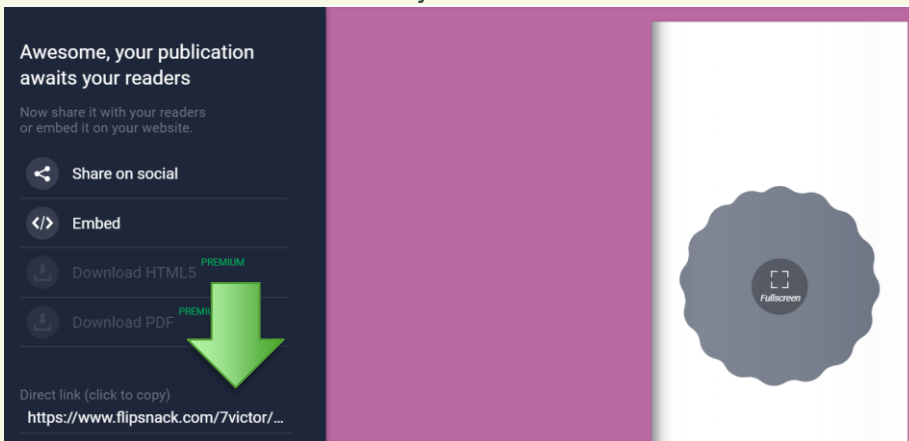 Awesome, your publication
awaits your readers
Now share it with your readers
or embed it on your website.
Share on social
</> Embed
Download HTML5 PREMIUM
Download PDF
Direct link (click to copy)
https://www.flipsnack.com/7victor/...
Fullscreen